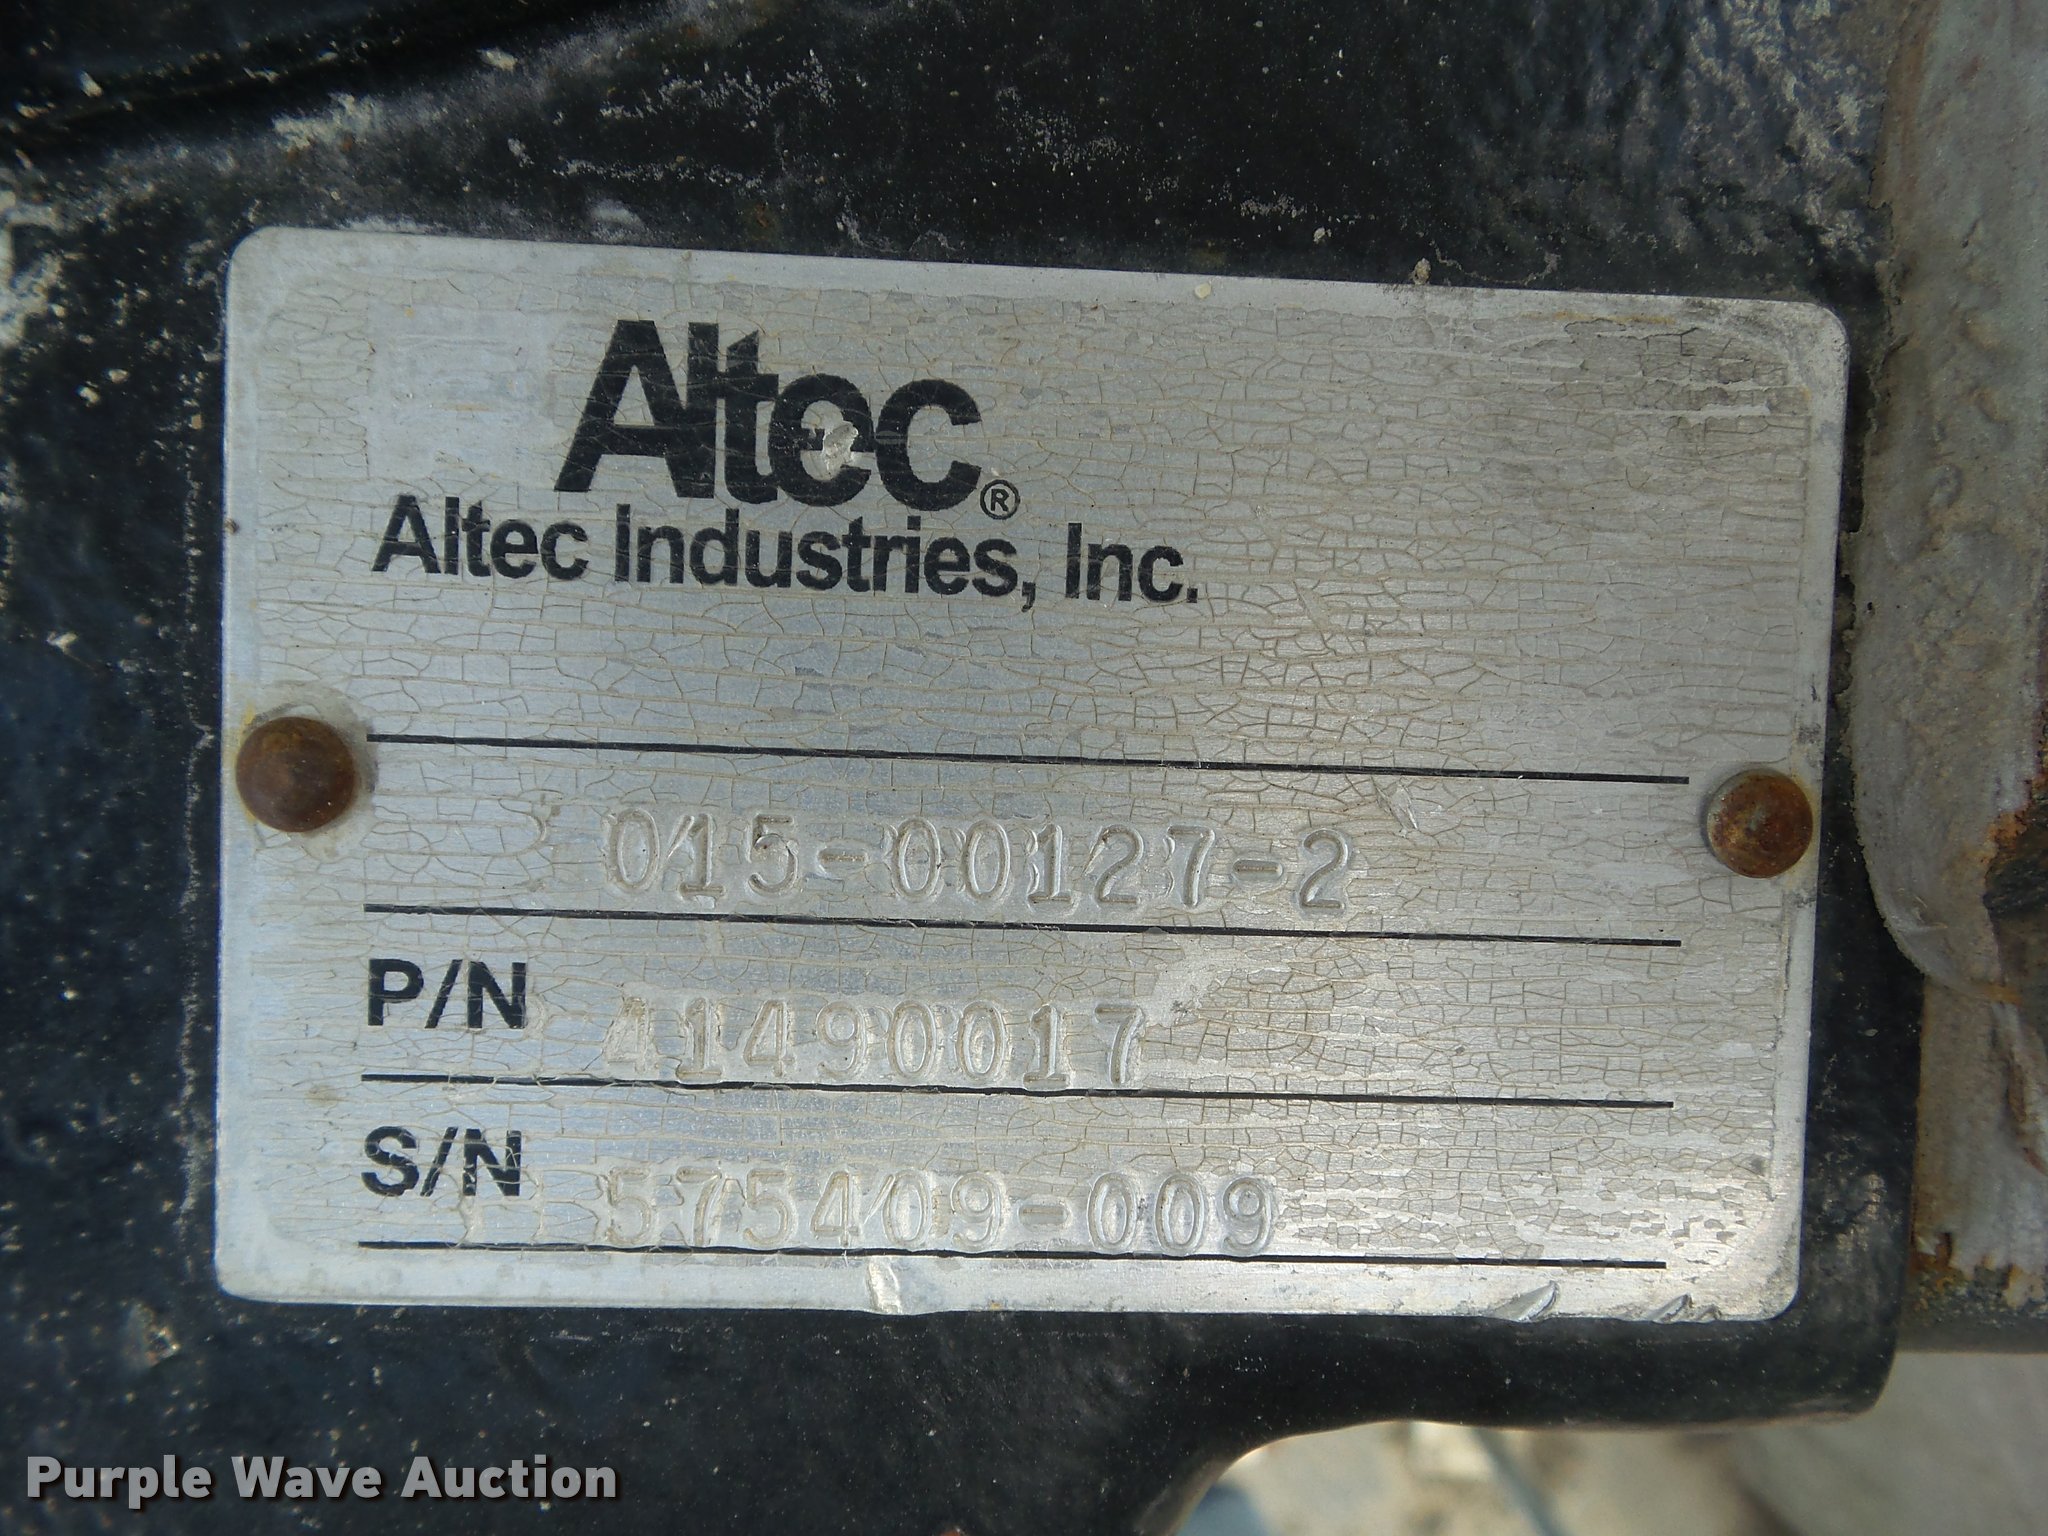 Altec®
Altec Industries, Inc.
015-00127-2
P/N 41490017
S/N 575409-009
Purple Wave Auction